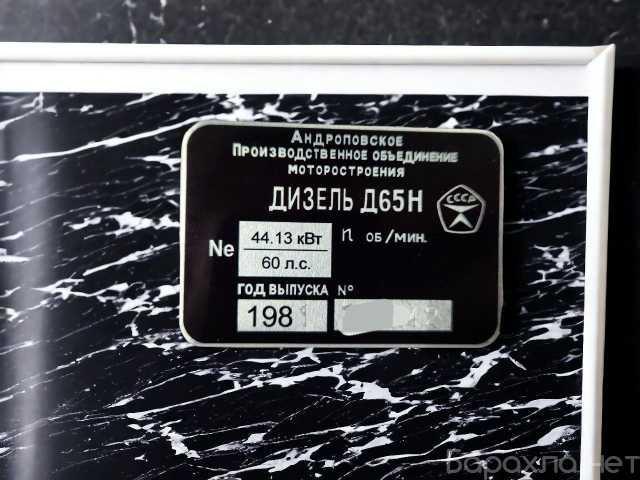 Андроповское
Производственное объединение
моторостроения
ДИЗЕЛЬ Д65Н
СССР
Ne
44.13 кВт
60 л.с.
n об/мин.
ГОД ВЫПУСКА №
198
Барахла.нет